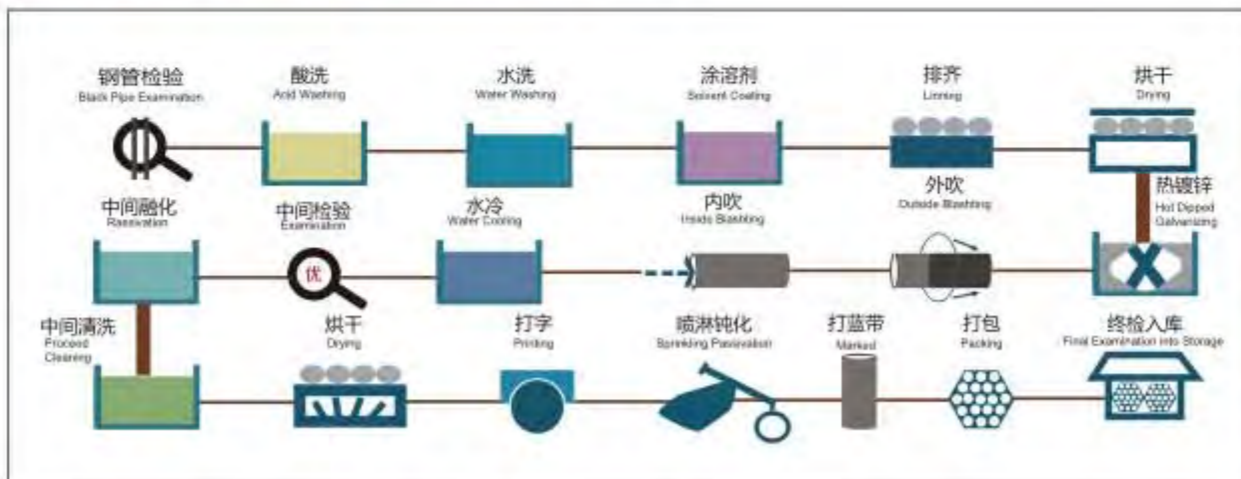 钢管检验
Black Pipe Examination
酸洗
Acid Washing
水洗
Water Washing
涂溶剂
Solvent Coating
排齐
Linning
烘干
Drying
中间融化
Rassivation
中间检验
Examination
水冷
Water Cooling
内吹
Inside Blashting
外吹
Outside Blashting
热镀锌
Hot Dipped
Galvanizing
优
中间清洗
Proceed
Cleaning
烘干
Drying
打字
Printing
喷淋钝化
Sprinkling Passivation
打蓝带
Marked
打包
Packing
终检入库
Final Examination into Storage